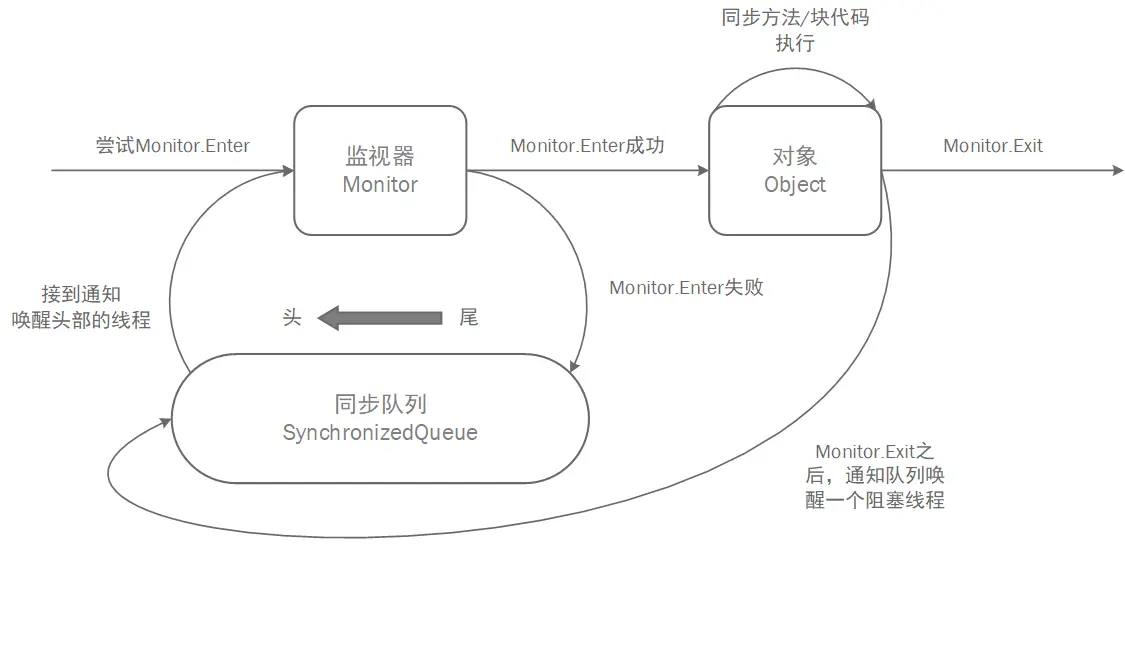 同步方法/块代码
执行
尝试Monitor.Enter
监视器
Monitor
Monitor.Enter成功
对象
Object
Monitor.Exit
接到通知
唤醒头部的线程
头
尾
Monitor.Enter失败
同步队列
SynchronizedQueue
Monitor.Exit之
后，通知队列唤
醒一个阻塞线程